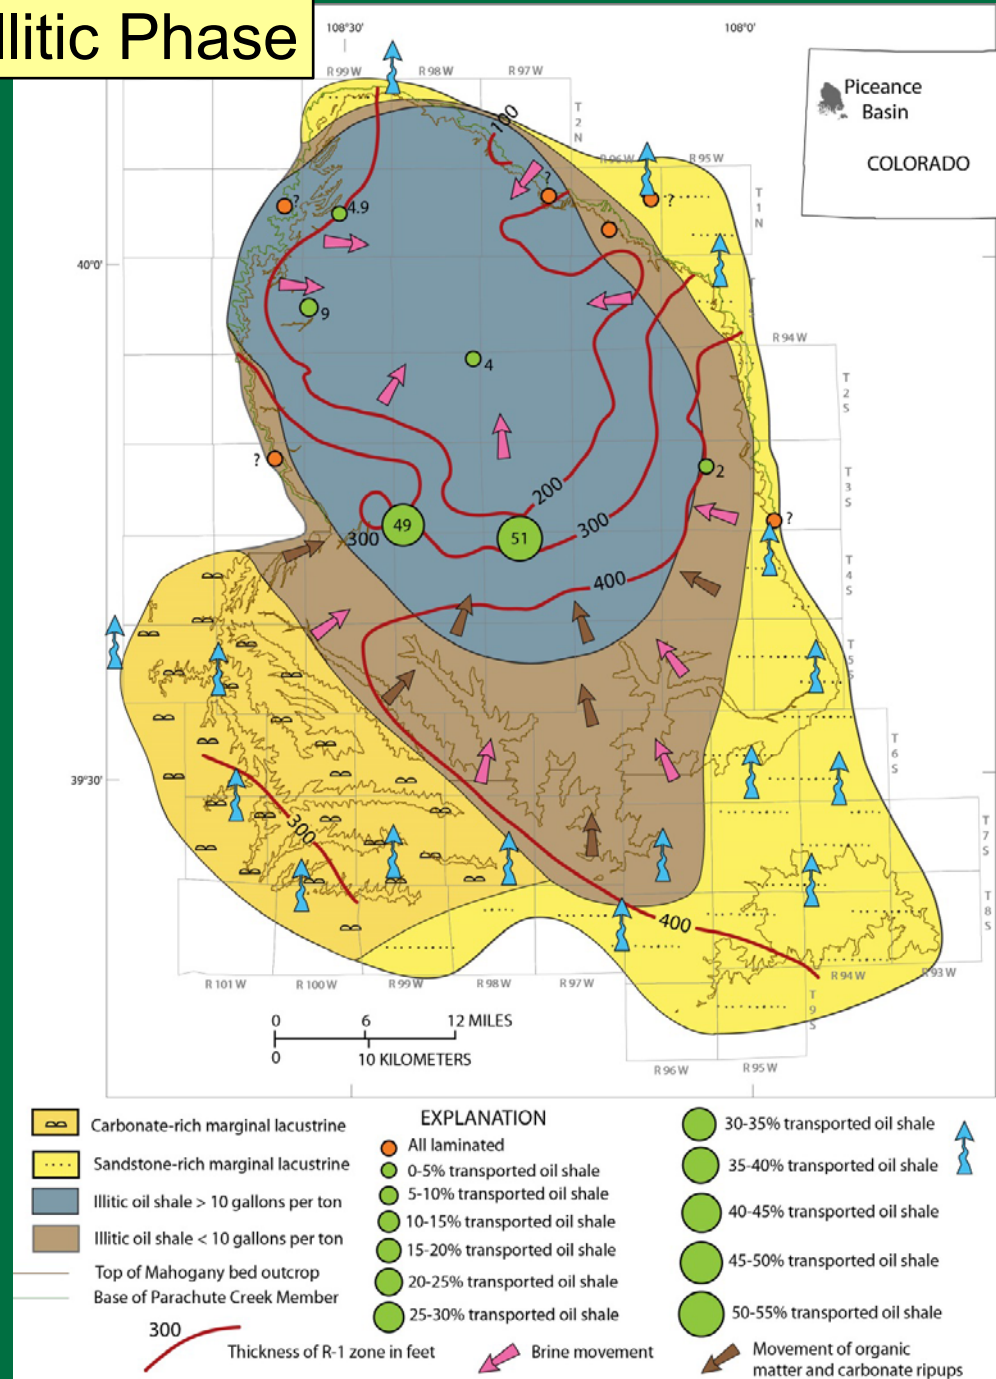 llitic Phase
108°30'
108°0'
R 99 W
R 98 W
R 97 W
T
2
N
Piceance
Basin
COLORADO
100
R 96 W
R 95 W
?
?
4.9
?
T
1
N
40°0'
9
T
S
R 94 W
4
T
2
S
?
2
T
3
S
200
49
51
300
?
300
400
T
4
S
T
5
S
T
6
S
39°30'
300
T
7
S
T
8
S
400
R 101 W
R 100 W
R 99 W
R 98 W
R 97 W
R 94 W
R 93 W
T
9
S
0
6
12 MILES
0
10 KILOMETERS
R 96 W
R 95 W
EXPLANATION
Carbonate-rich marginal lacustrine
Sandstone-rich marginal lacustrine
Illitic oil shale > 10 gallons per ton
Illitic oil shale < 10 gallons per ton
Top of Mahogany bed outcrop
Base of Parachute Creek Member
300
Thickness of R-1 zone in feet
All laminated
0-5% transported oil shale
5-10% transported oil shale
10-15% transported oil shale
15-20% transported oil shale
20-25% transported oil shale
25-30% transported oil shale
Brine movement
30-35% transported oil shale
35-40% transported oil shale
40-45% transported oil shale
45-50% transported oil shale
50-55% transported oil shale
Movement of organic
matter and carbonate ripups